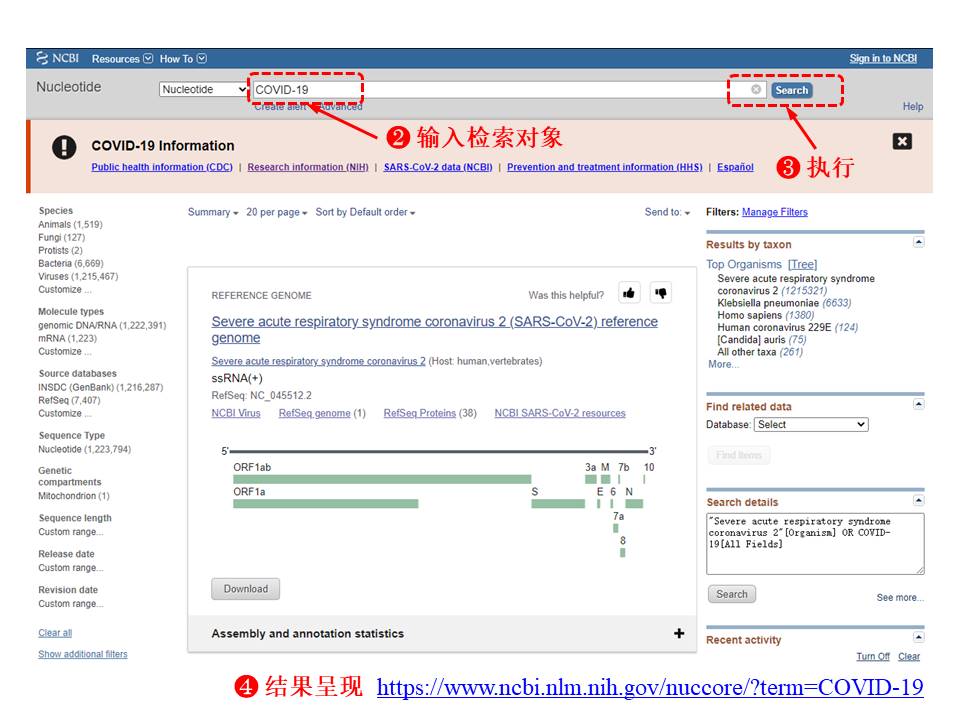 NCBI Resources How To Sign in to NCBI
Nucleotide Nucleotide COVID-19 Search
Create alert Advanced Help
❷ 输入检索对象
❸ 执行
COVID-19 Information
Public health information (CDC) | Research information (NIH) | SARS-CoV-2 data (NCBI) | Prevention and treatment information (HHS) | Español
Species
Animals (1,519)
Fungi (127)
Protists (2)
Bacteria (6,669)
Viruses (1,215,467)
Customize ...
Molecule types
genomic DNA/RNA (1,222,391)
mRNA (1,223)
Customize ...
Source databases
INSDC (GenBank) (1,216,287)
RefSeq (7,407)
Customize ...
Sequence Type
Nucleotide (1,223,794)
Genetic
compartments
Mitochondrion (1)
Sequence length
Custom range...
Release date
Custom range...
Revision date
Custom range...
Clear all
Show additional filters
Summary 20 per page Sort by Default order Send to:
REFERENCE GENOME Was this helpful?
Severe acute respiratory syndrome coronavirus 2 (SARS-CoV-2) reference
genome
Severe acute respiratory syndrome coronavirus 2 (Host: human,vertebrates)
ssRNA(+)
RefSeq: NC_045512.2
NCBI Virus RefSeq genome (1) RefSeq Proteins (38) NCBI SARS-CoV-2 resources
5' 3'
ORF1ab 3a M 7b 10
ORF1a S E 6 N
7a
8
Download
Assembly and annotation statistics +
Filters: Manage Filters
Results by taxon
Top Organisms [Tree]
Severe acute respiratory syndrome
coronavirus 2 (1215321)
Klebsiella pneumoniae (6633)
Homo sapiens (1380)
Human coronavirus 229E (124)
[Candida] auris (75)
All other taxa (261)
More...
Find related data
Database: Select
Find items
Search details
"Severe acute respiratory syndrome
coronavirus 2"[Organism] OR COVID-
19[All Fields]
Search See more...
Recent activity
Turn Off Clear
❹ 结果呈现 https://www.ncbi.nlm.nih.gov/nuccore/?term=COVID-19